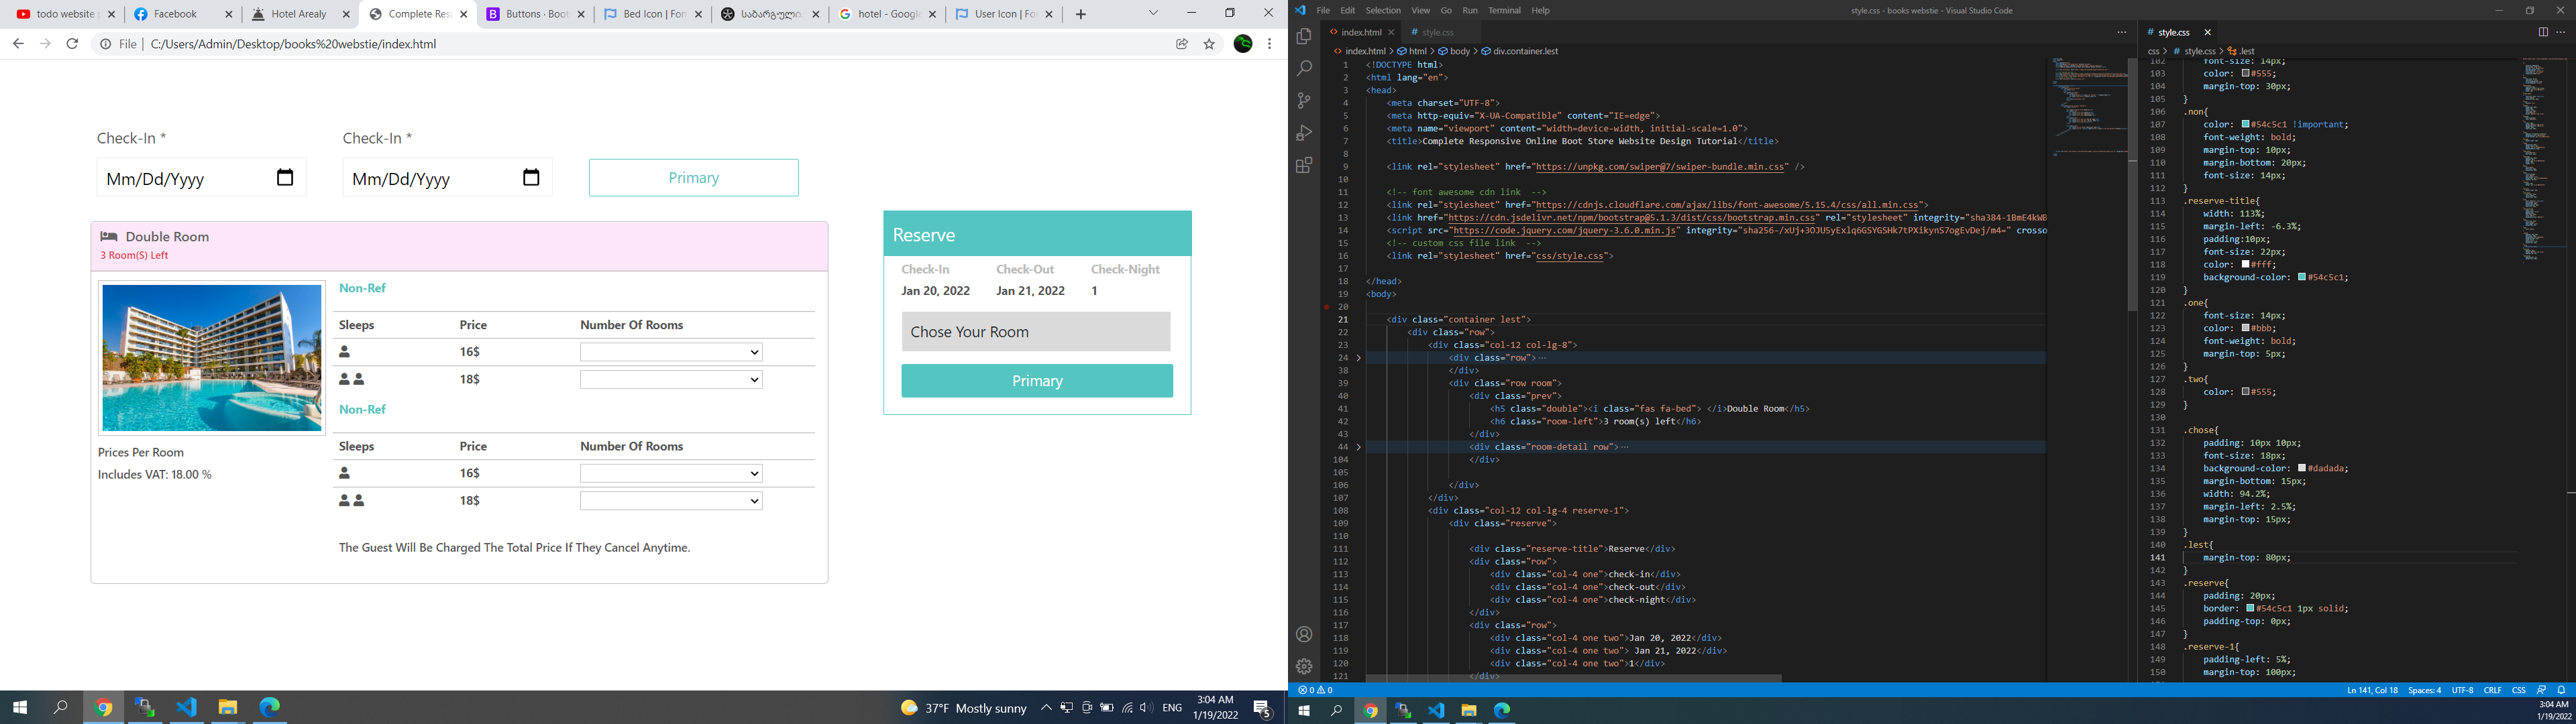 todo website
Facebook
Hotel Arealy
Complete Res
Buttons · Boot
Bed Icon | Fon
საბარგული
hotel - Google
User Icon | Fo
File | C:/Users/Admin/Desktop/books%20webstie/index.html
Check-In *
Check-In *
Mm/Dd/Yyyy
Mm/Dd/Yyyy
Primary
Double Room
3 Room(S) Left
Non-Ref
Sleeps Price Number Of Rooms
16$
18$
Non-Ref
Sleeps Price Number Of Rooms
16$
18$
Prices Per Room
Includes VAT: 18.00 %
The Guest Will Be Charged The Total Price If They Cancel Anytime.
Reserve
Check-In Check-Out Check-Night
Jan 20, 2022 Jan 21, 2022 1
Chose Your Room
Primary
37°F Mostly sunny
ENG
3:04 AM
1/19/2022
5
File Edit Selection View Go Run Terminal Help
style.css - books webstie - Visual Studio Code
index.html
style.css
index.html > html > body > div.container.lest
1 <!DOCTYPE html>
2 <html lang="en">
3 <head>
4 <meta charset="UTF-8">
5 <meta http-equiv="X-UA-Compatible" content="IE=edge">
6 <meta name="viewport" content="width=device-width, initial-scale=1.0">
7 <title>Complete Responsive Online Boot Store Website Design Tutorial</title>
8
9 <link rel="stylesheet" href="https://unpkg.com/swiper@7/swiper-bundle.min.css" />
10
11 <!-- font awesome cdn link  -->
12 <link rel="stylesheet" href="https://cdnjs.cloudflare.com/ajax/libs/font-awesome/5.15.4/css/all.min.css">
13 <link href="https://cdn.jsdelivr.net/npm/bootstrap@5.1.3/dist/css/bootstrap.min.css" rel="stylesheet" integrity="sha384-1BmE4kWB
14 <script src="https://code.jquery.com/jquery-3.6.0.min.js" integrity="sha256-/xUj+3OJU5yExlq6GSYGSHk7tPXikynS7ogEvDej/m4=" crosso
15 <!-- custom css file link  -->
16 <link rel="stylesheet" href="css/style.css">
17
18 </head>
19 <body>
20
21 <div class="container lest">
22 <div class="row">
23 <div class="col-12 col-lg-8">
24 <div class="row">···
38 </div>
39 <div class="row room">
40 <div class="prev">
41 <h5 class="double"><i class="fas fa-bed"> </i>Double Room</h5>
42 <h6 class="room-left">3 room(s) left</h6>
43 </div>
44 <div class="room-detail row">···
104 </div>
105
106 </div>
107 </div>
108 <div class="col-12 col-lg-4 reserve-1">
109 <div class="reserve">
110
111 <div class="reserve-title">Reserve</div>
112 <div class="row">
113 <div class="col-4 one">check-in</div>
114 <div class="col-4 one">check-out</div>
115 <div class="col-4 one">check-night</div>
116 </div>
117 <div class="row">
118 <div class="col-4 one two">Jan 20, 2022</div>
119 <div class="col-4 one two"> Jan 21, 2022</div>
120 <div class="col-4 one two">1</div>
121 </div>
style.css
css > style.css > .lest
102 font-size: 14px;
103 color: #555;
104 margin-top: 30px;
105 }
106 .non{
107 color: #54c5c1 !important;
108 font-weight: bold;
109 margin-top: 10px;
110 margin-bottom: 20px;
111 font-size: 14px;
112 }
113 .reserve-title{
114 width: 113%;
115 margin-left: -6.3%;
116 padding:10px;
117 font-size: 22px;
118 color: #fff;
119 background-color: #54c5c1;
120 }
121 .one{
122 font-size: 14px;
123 color: #bbb;
124 font-weight: bold;
125 margin-top: 5px;
126 }
127 .two{
128 color: #555;
129 }
130
131 .chose{
132 padding: 10px 10px;
133 font-size: 18px;
134 background-color: #dadada;
135 margin-bottom: 15px;
136 width: 94.2%;
137 margin-left: 2.5%;
138 margin-top: 15px;
139 }
140 .lest{
141 margin-top: 80px;
142 }
143 .reserve{
144 padding: 20px;
145 border: #54c5c1 1px solid;
146 padding-top: 0px;
147 }
148 .reserve-1{
149 padding-left: 5%;
150 margin-top: 100px;
0 0
Ln 141, Col 18 Spaces: 4 UTF-8 CRLF CSS
3:04 AM
1/19/2022